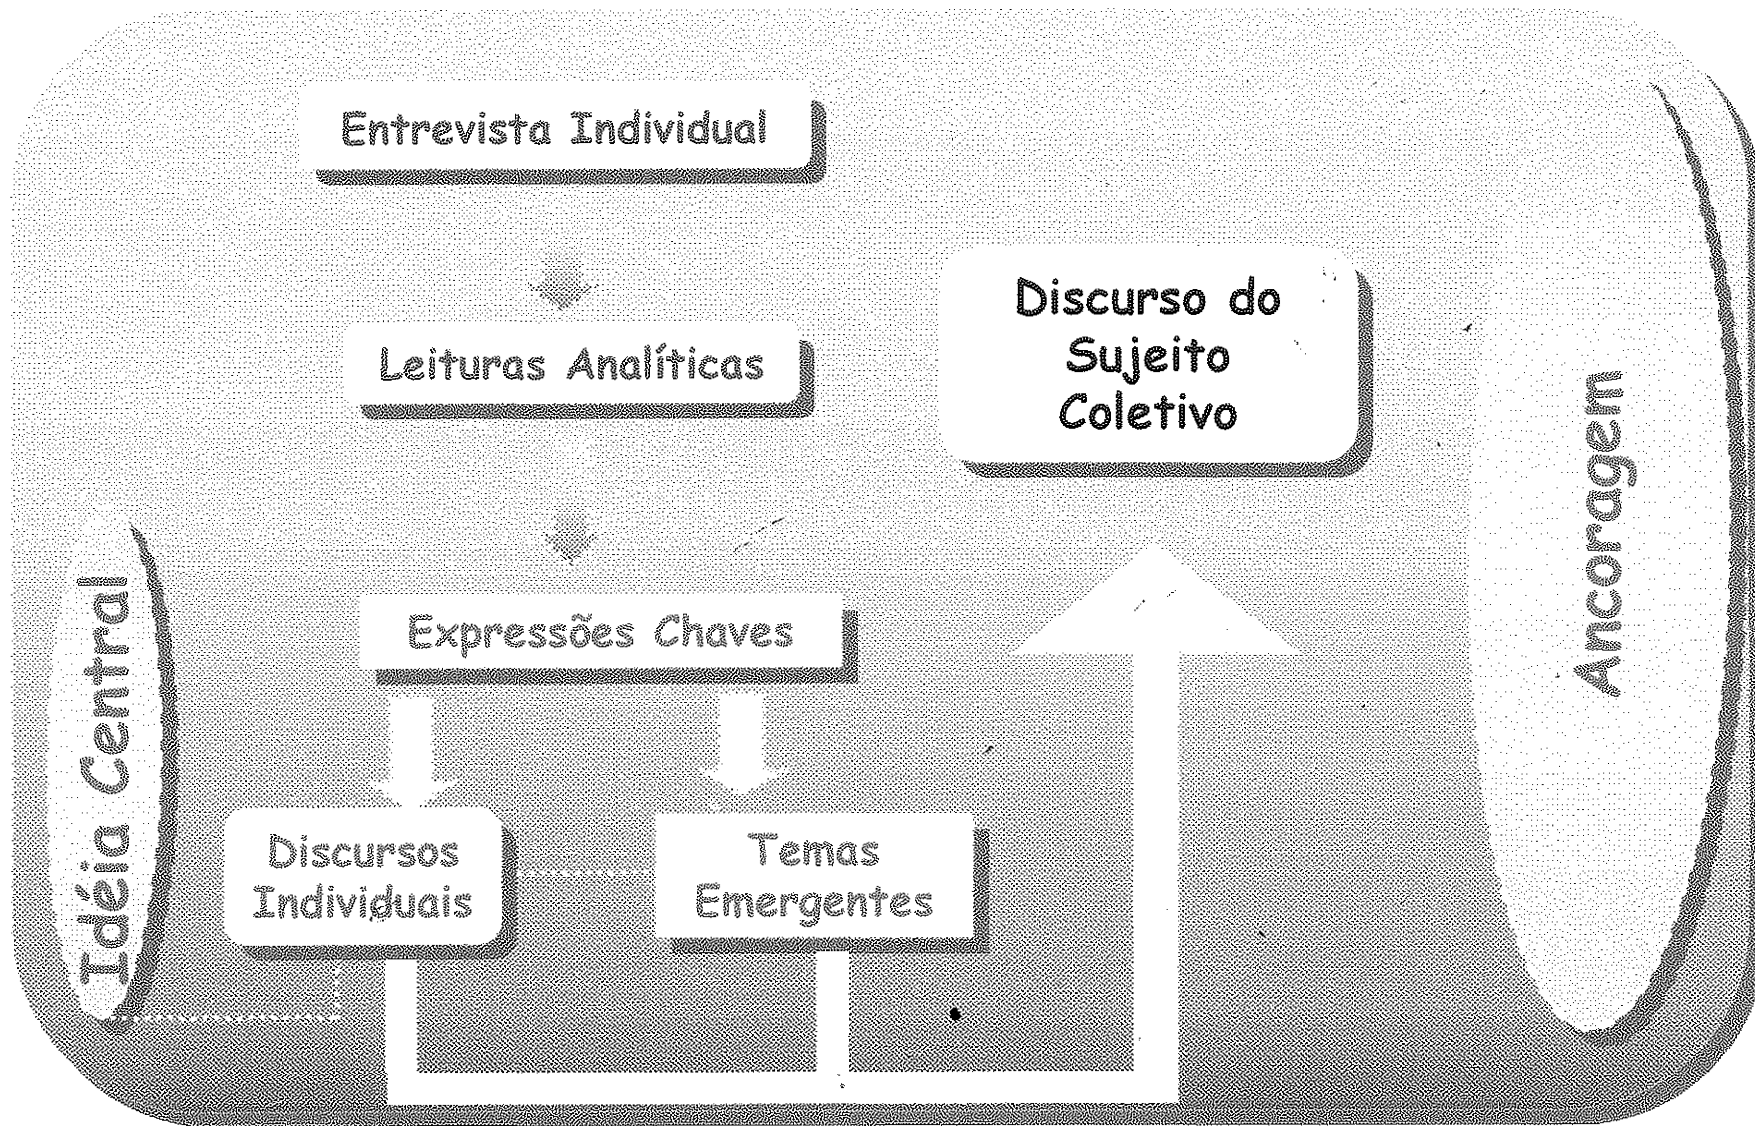 Entrevista Individual
Leituras Analíticas
Expressões Chaves
Discursos
Individuais
Temas
Emergentes
Discurso do
Sujeito
Coletivo
Idéia Central
Ancoragem